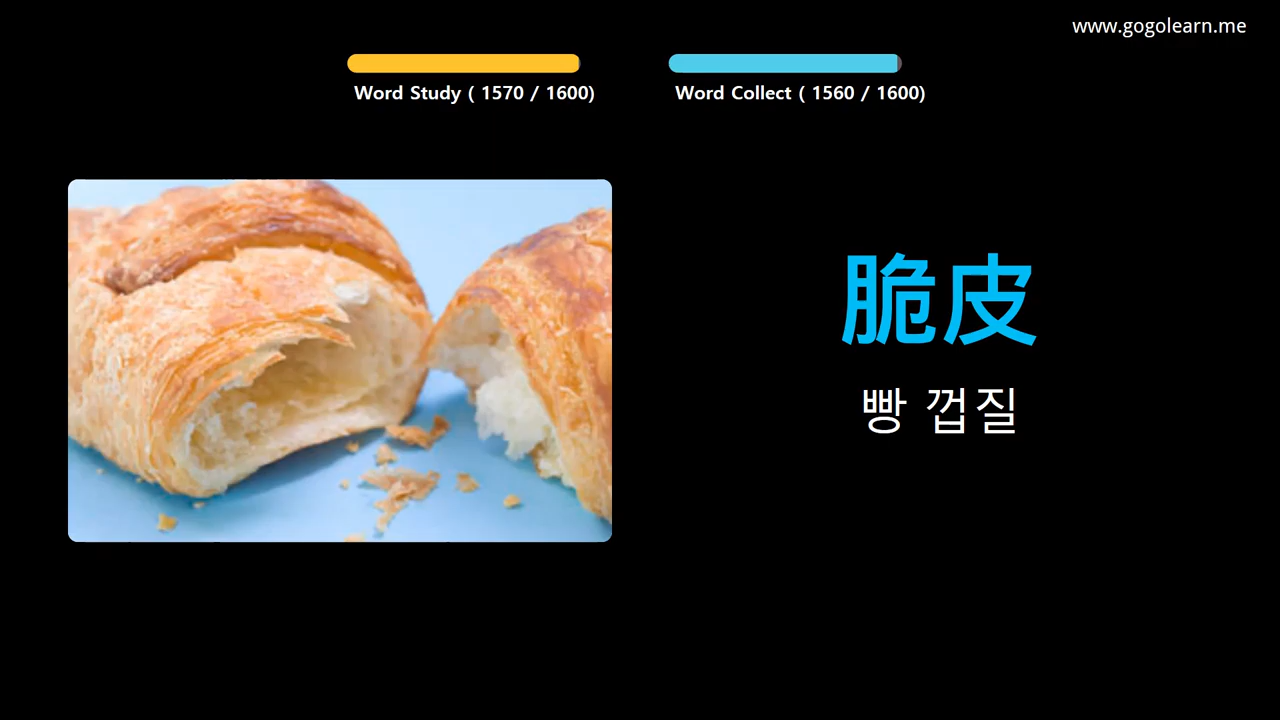 www.gogolearn.me
Word Study ( 1570 / 1600)
Word Collect ( 1560 / 1600)
脆皮
빵 껍질